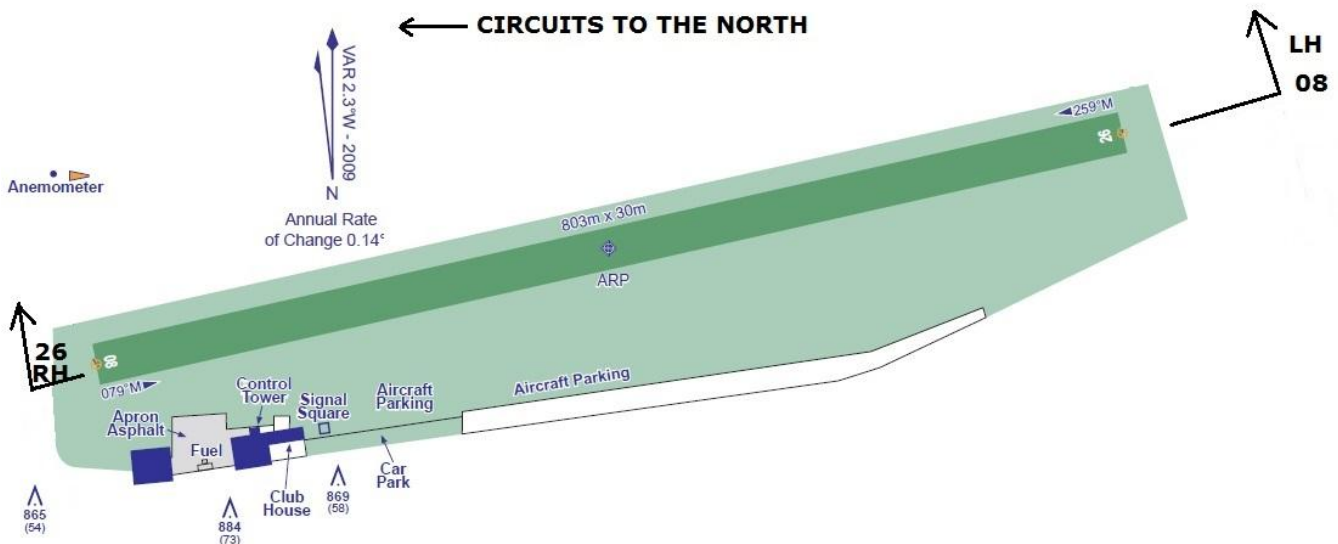 CIRCUITS TO THE NORTH
LH
08
VAR 2.3°W - 2009
N
Annual Rate
of Change 0.14°
Anemometer
259°M
26
803m x 30m
ARP
26
RH
08
079°M
Apron
Asphalt
Fuel
Control
Tower
Signal
Square
Aircraft
Parking
Aircraft Parking
Club
House
Car
Park
865
(54)
884
(73)
869
(58)